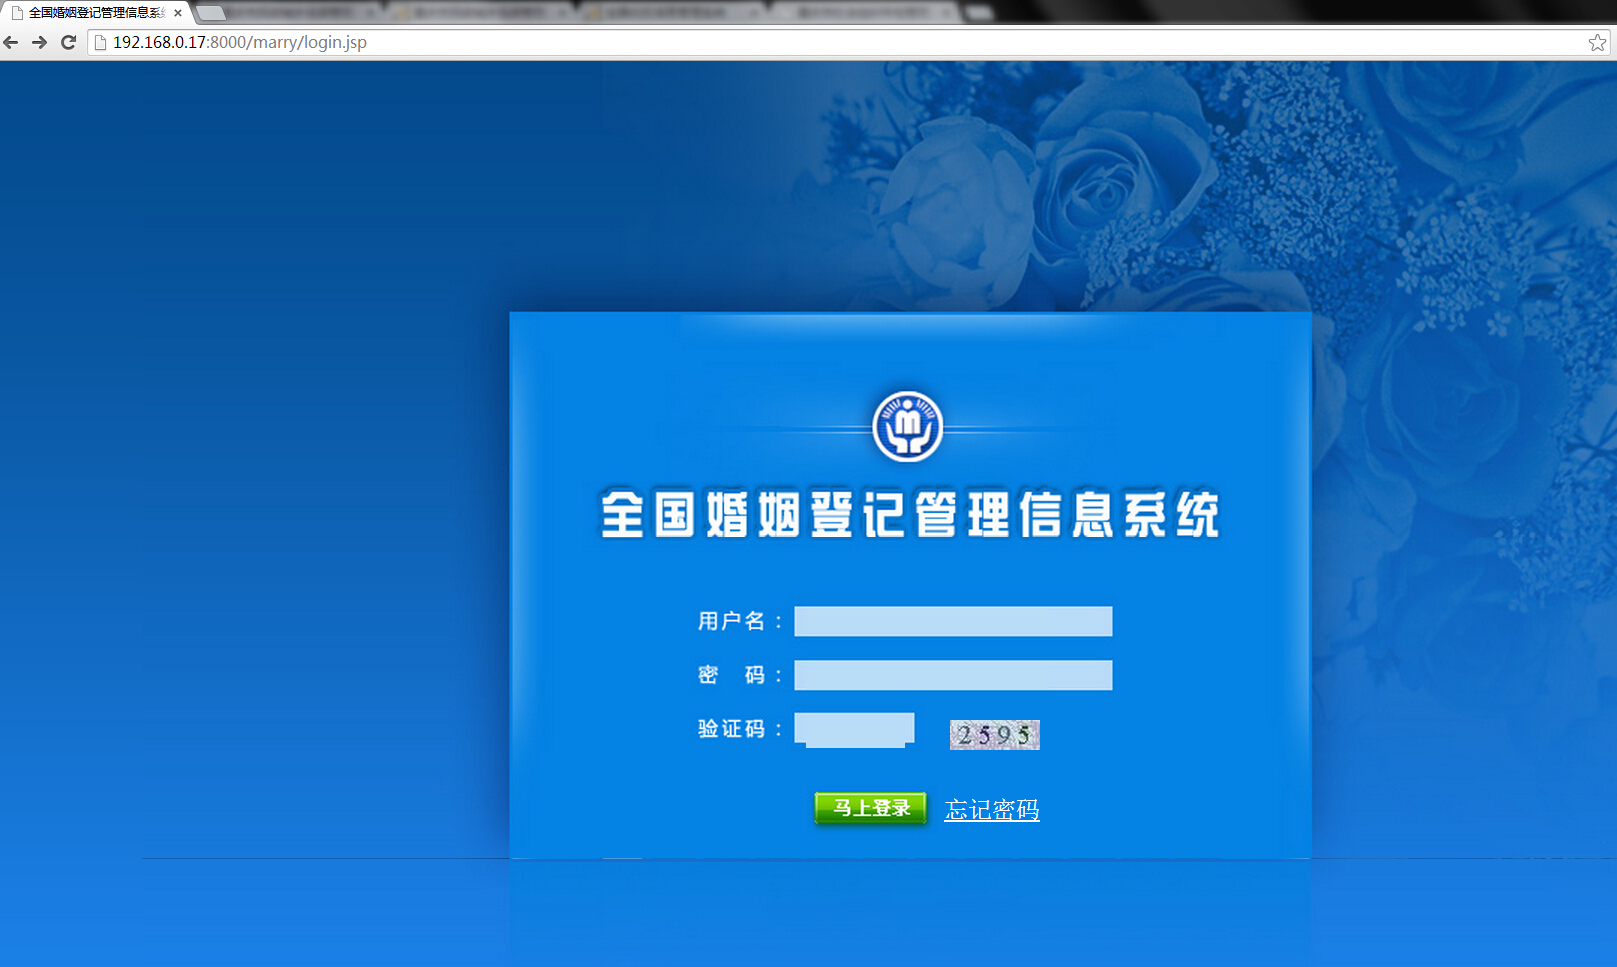 全国婚姻登记管理信息系
192.168.0.17:8000/marry/login.jsp
全国婚姻登记管理信息系统
用户名：
密 码：
验证码：
2595
马上登录 忘记密码